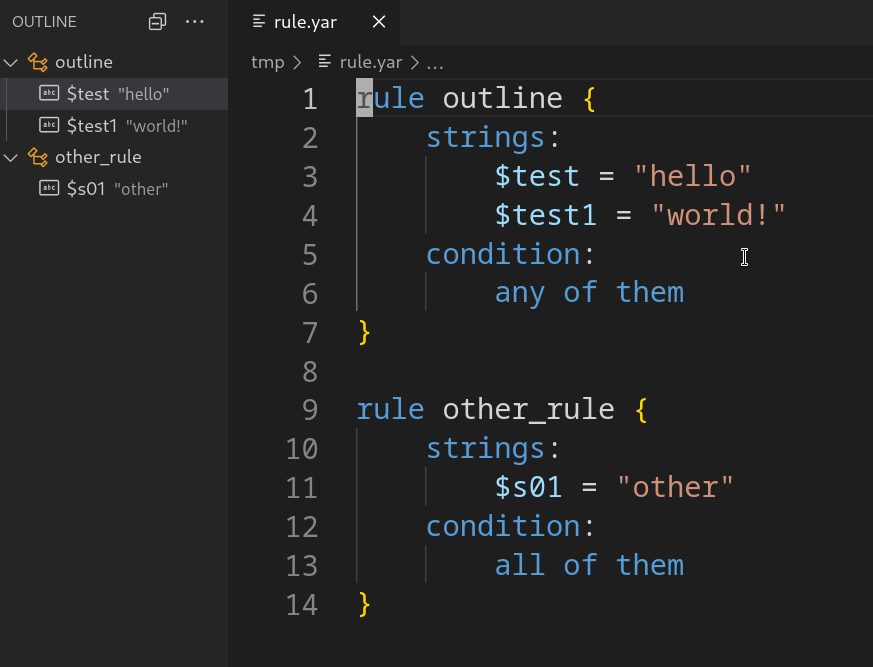 OUTLINE
outline
$test "hello"
$test1 "world!"
other_rule
$s01 "other"
rule.yar
tmp > rule.yar > ...
1 rule outline {
2     strings:
3         $test = "hello"
4         $test1 = "world!"
5     condition:
6         any of them
7 }
8
9 rule other_rule {
10     strings:
11         $s01 = "other"
12     condition:
13         all of them
14 }